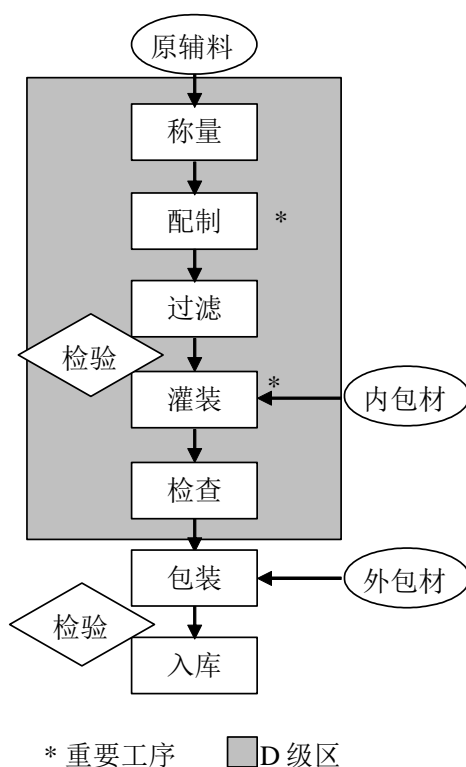 原辅料
称量
配制 *
过滤
检验
灌装 *
内包材
检查
包装
外包材
检验
入库
* 重要工序 D 级区